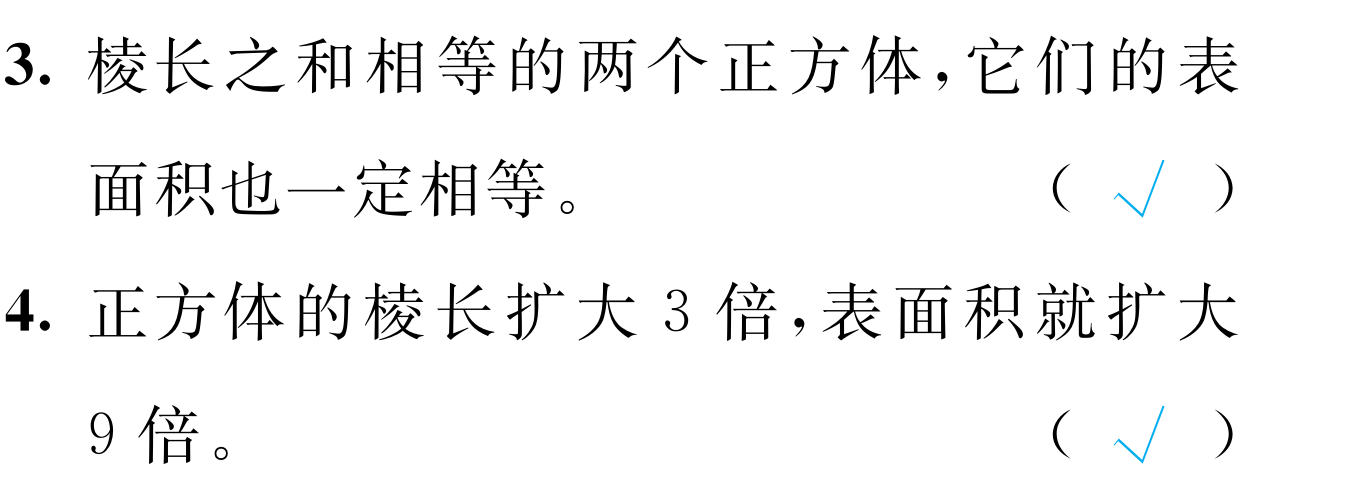 3. 棱长之和相等的两个正方体,它们的表
面积也一定相等。 ( √ )
4. 正方体的棱长扩大 3 倍,表面积就扩大
9 倍。 ( √ )